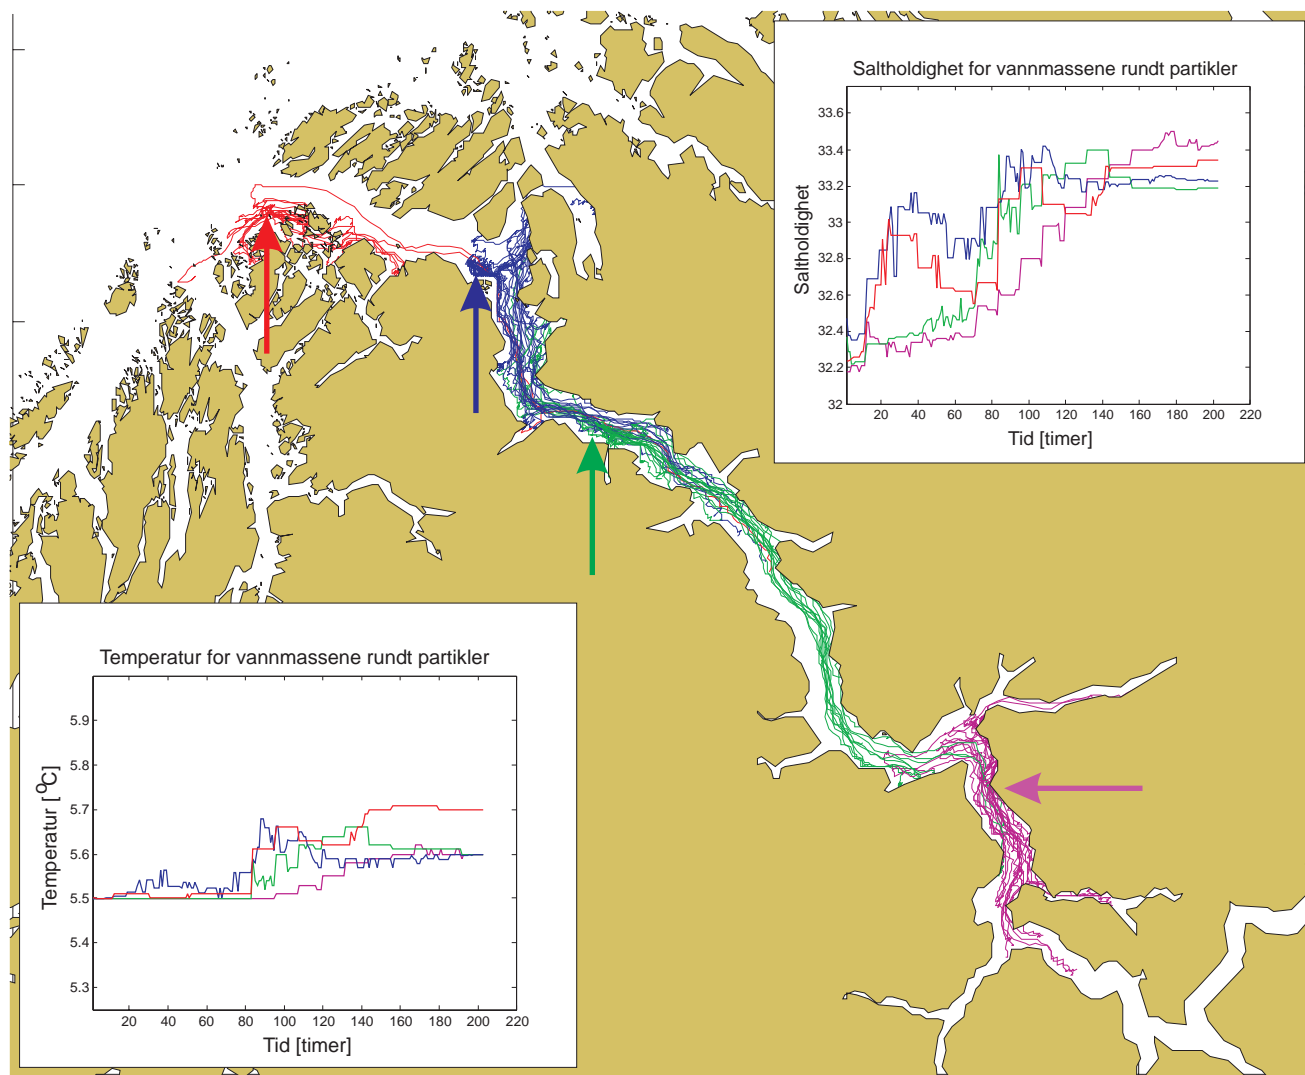 Saltholdighet for vannmassene rundt partikler
Saltholdighet
33.6
33.4
33.2
33
32.8
32.6
32.4
32.2
32
20 40 60 80 100 120 140 160 180 200 220
Tid [timer]
Temperatur for vannmassene rundt partikler
Temperatur [°C]
5.9
5.8
5.7
5.6
5.5
5.4
5.3
20 40 60 80 100 120 140 160 180 200 220
Tid [timer]